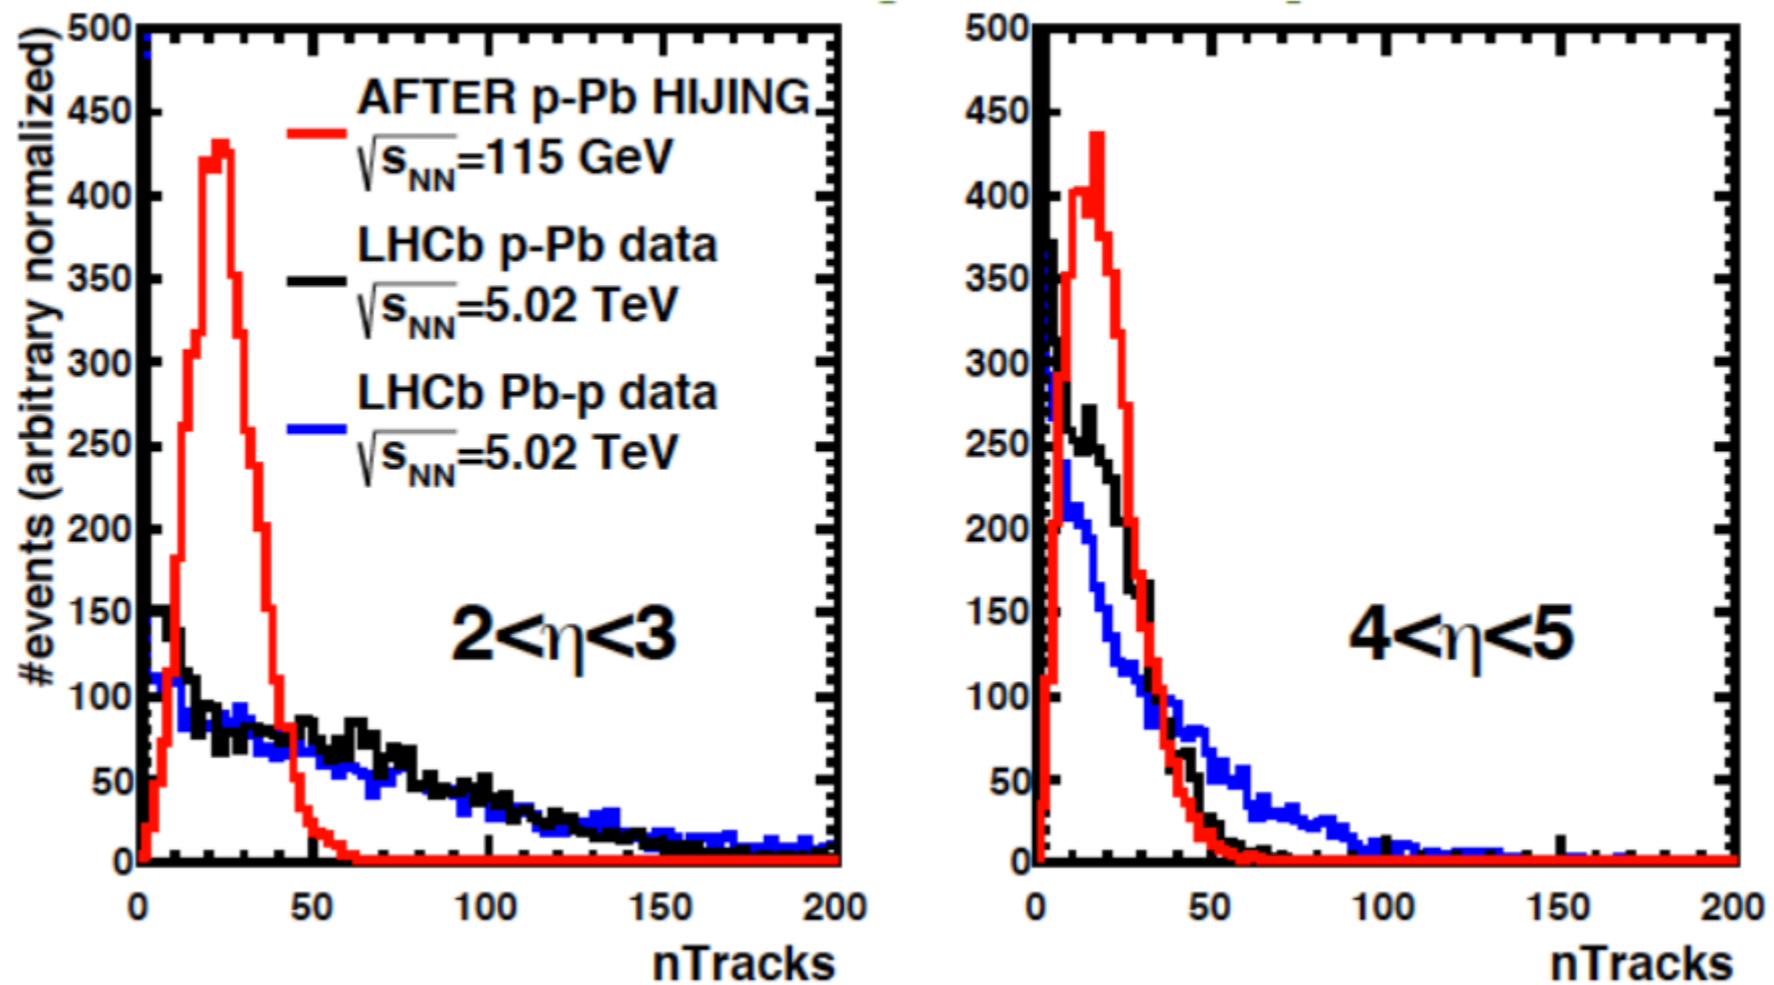 #events (arbitrary normalized)
500
450
400
350
300
250
200
150
100
50
0
AFTER p-Pb HIJING
√s_NN=115 GeV
LHCb p-Pb data
√s_NN=5.02 TeV
LHCb Pb-p data
√s_NN=5.02 TeV
2<η<3
0 50 100 150 200
nTracks
500
450
400
350
300
250
200
150
100
50
0
4<η<5
0 50 100 150 200
nTracks